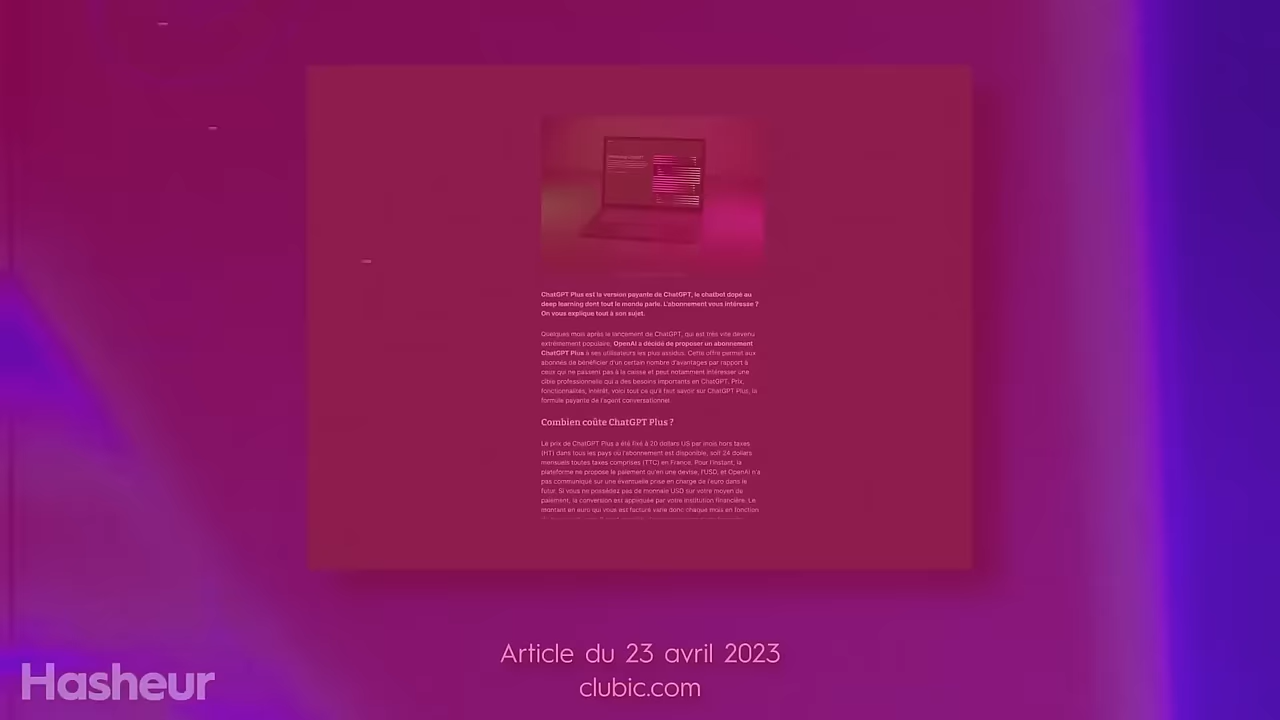 ChatGPT Plus est la version payante de ChatGPT, le chatbot dopé au
deep learning dont tout le monde parle. L'abonnement vous intéresse ?
On vous explique tout à son sujet.
Quelques mois après le lancement de ChatGPT, qui est très vite devenu
extrêmement populaire, OpenAI a décidé de proposer un abonnement
ChatGPT Plus à ses utilisateurs les plus assidus. Cette offre permet aux
abonnés de bénéficier d'un certain nombre d'avantages par rapport à
ceux qui ne passent pas à la caisse et peut notamment intéresser une
cible professionnelle qui a des besoins importants en ChatGPT. Prix,
fonctionnalités, intérêt, voici tout ce qu'il faut savoir sur ChatGPT Plus, la
formule payante de l'agent conversationnel.
Combien coûte ChatGPT Plus ?
Le prix de ChatGPT Plus a été fixé à 20 dollars US par mois hors taxes
(HT) dans tous les pays où l'abonnement est disponible, soit 24 dollars
mensuels toutes taxes comprises (TTC) en France. Pour l'instant, la
plateforme ne propose le paiement qu'en une devise, l'USD, et OpenAI n'a
pas communiqué sur une éventuelle prise en charge de l'euro dans le
futur. Si vous ne possédez pas de monnaie USD sur votre moyen de
paiement, la conversion est appliquée par votre institution financière. Le
montant en euro qui vous est facturé varie donc chaque mois en fonction
Article du 23 avril 2023
clubic.com
Hasheur